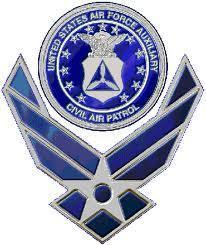 UNITED STATES AIR FORCE AUXILIARY
CIVIL AIR PATROL